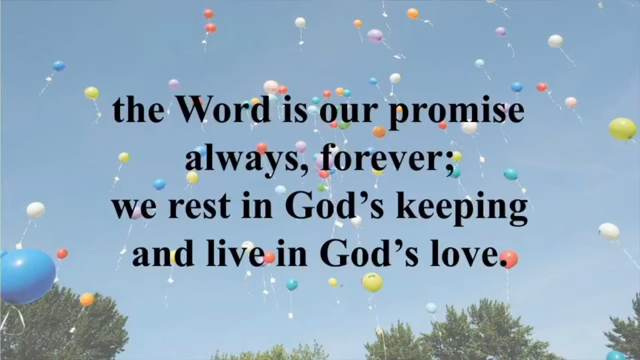 the Word is our promise
always, forever;
we rest in God's keeping
and live in God's love.